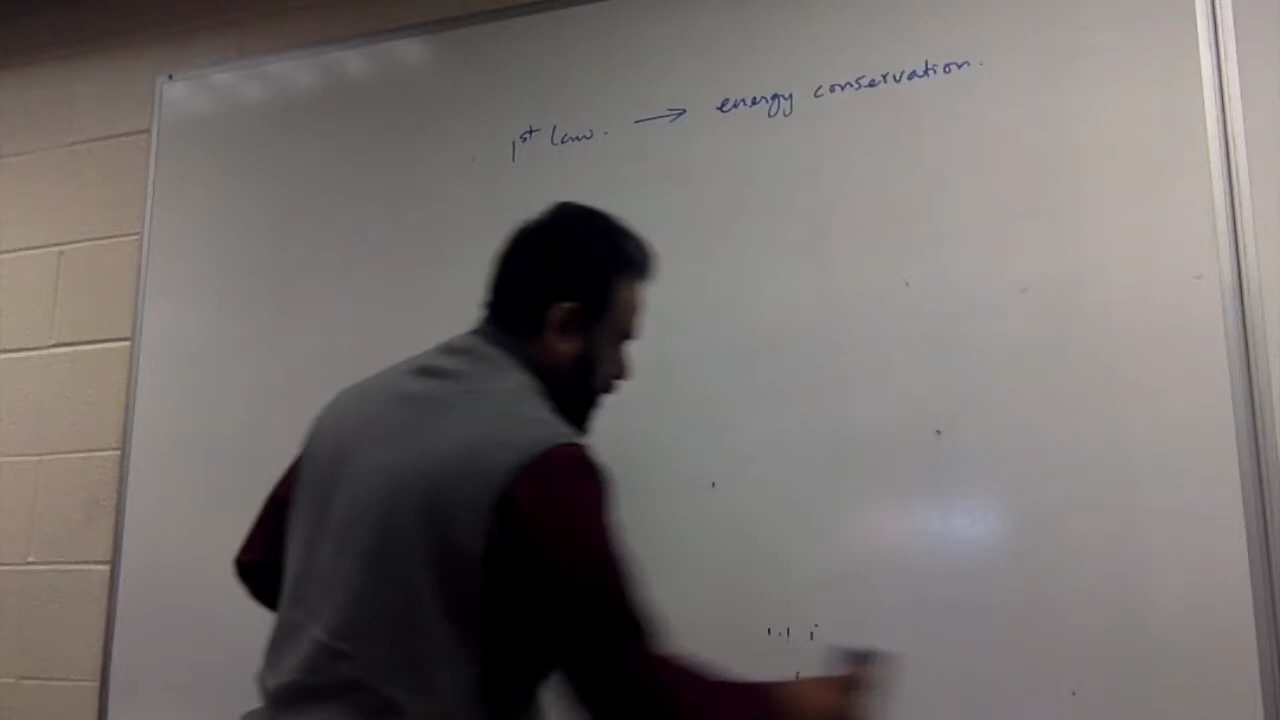 1st law. → energy conservation.